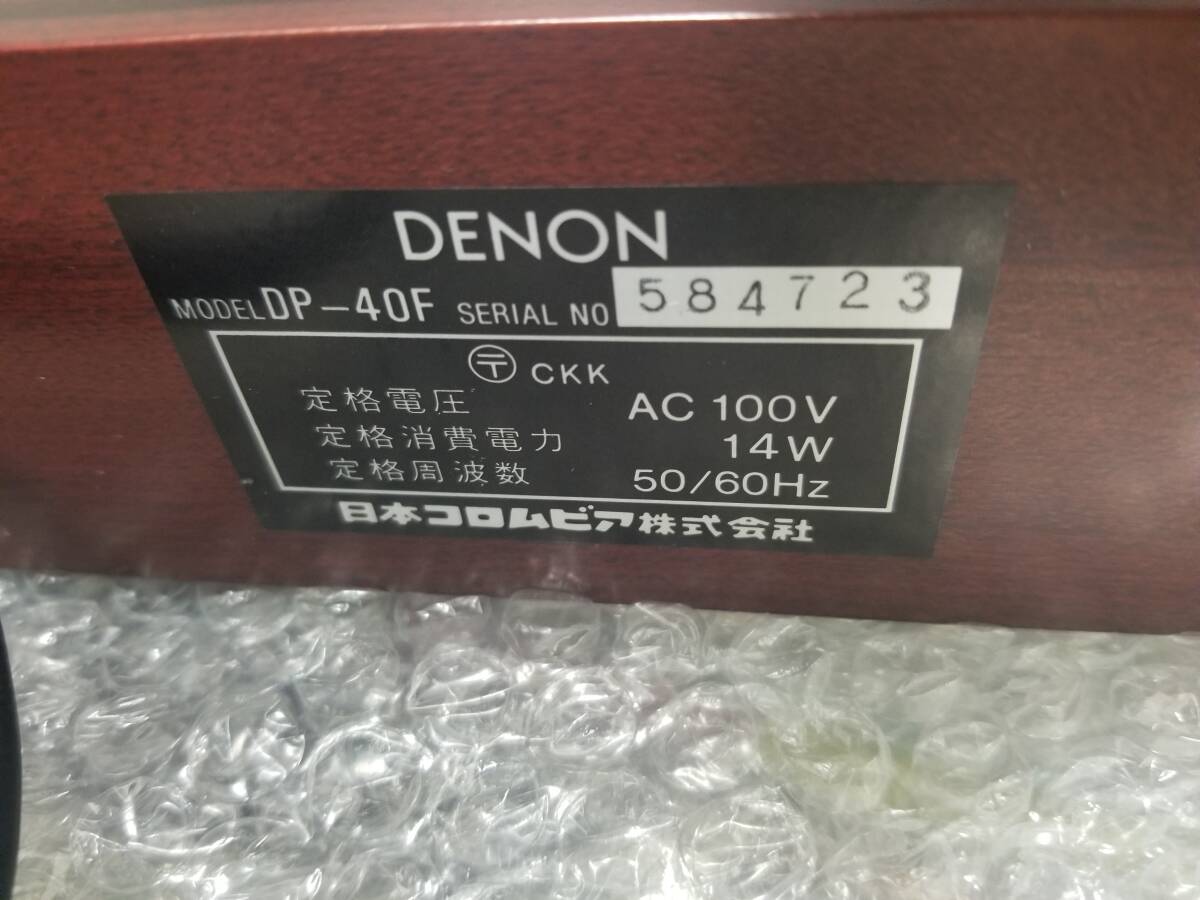 DENON
MODEL DP-40F SERIAL NO 584723
〒 CKK
定格電圧 AC 100V
定格消費電力 14W
定格周波数 50/60Hz
日本コロムビア株式会社